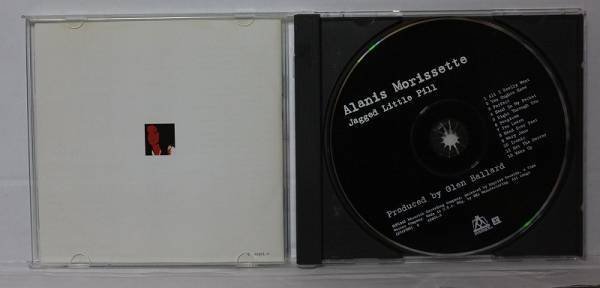 Alanis Morissette
Jagged Little Pill
1 All I Really Want
2 You Oughta Know
3 Perfect
4 Hand In My Pocket
5 Right Through You
6 Forgiven
7 You Learn
8 Head Over Feet
9 Mary Jane
10 Ironic
11 Not The Doctor
12 Wake Up
Produced by Glen Ballard